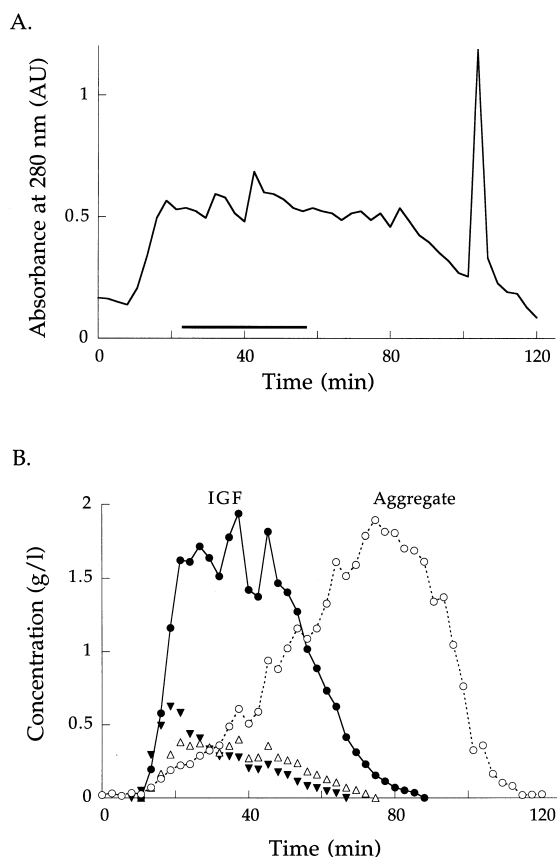 A.
Absorbance at 280 nm (AU)
1
0.5
0
0 40 80 120
Time (min)
B.
IGF Aggregate
Concentration (g/l)
2
1.5
1
0.5
0
0 40 80 120
Time (min)